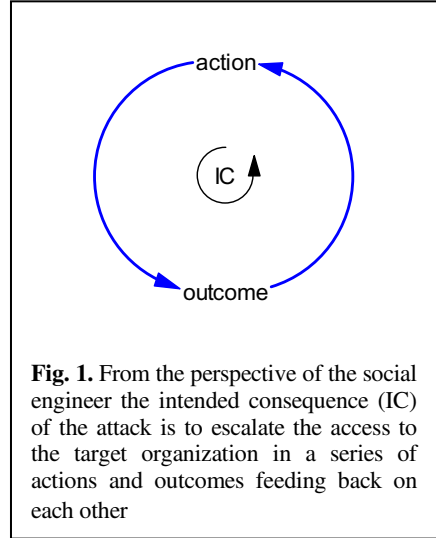 action
IC
outcome
Fig. 1. From the perspective of the social
engineer the intended consequence (IC)
of the attack is to escalate the access to
the target organization in a series of
actions and outcomes feeding back on
each other